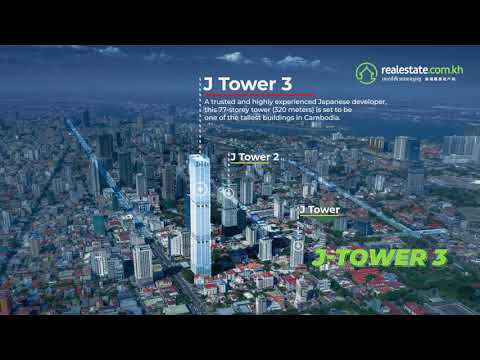 realestate.com.kh
J Tower 3
A trusted and highly experienced Japanese developer,
this 77-storey tower (320 meters) is set to be
one of the tallest buildings in Cambodia.
J Tower 2
J Tower
J-TOWER 3